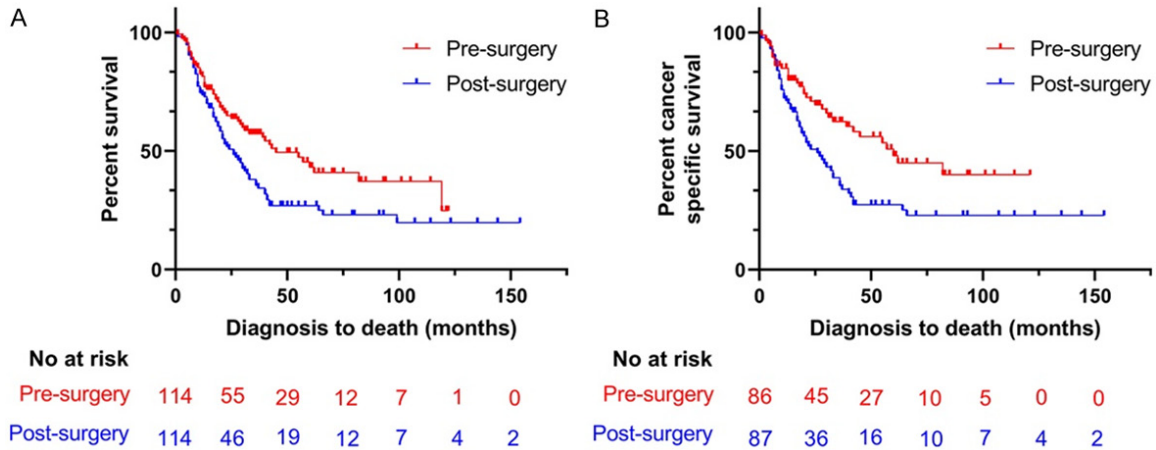 A
Percent survival
100
50
0
0 50 100 150
Pre-surgery
Post-surgery
Diagnosis to death (months)
No at risk
Pre-surgery 114 55 29 12 7 1 0
Post-surgery 114 46 19 12 7 4 2
B
Percent cancer
specific survival
100
50
0
0 50 100 150
Pre-surgery
Post-surgery
Diagnosis to death (months)
No at risk
Pre-surgery 86 45 27 10 5 0 0
Post-surgery 87 36 16 10 7 4 2